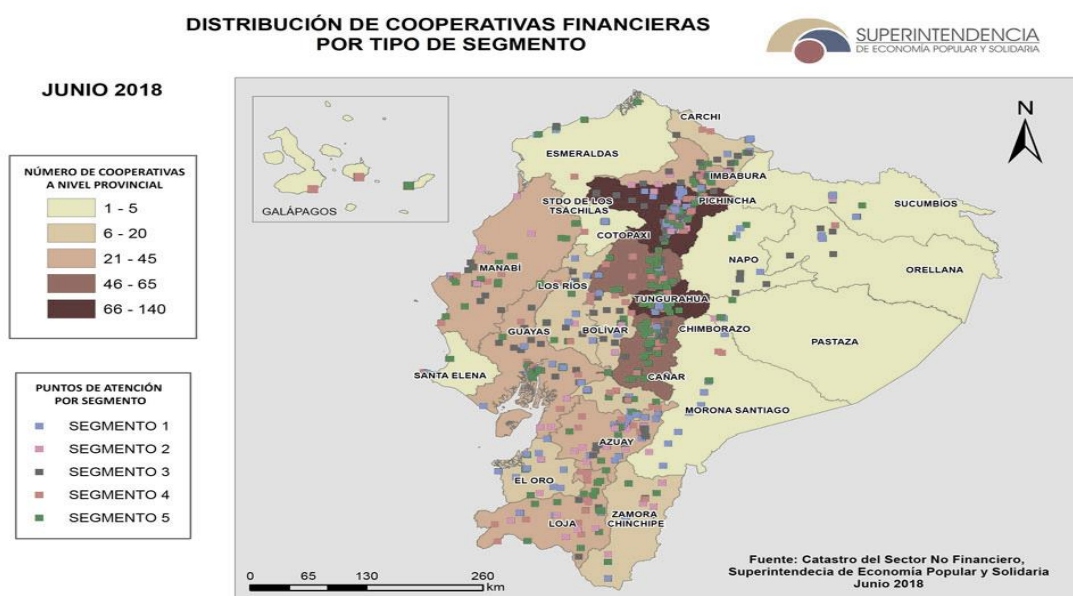 DISTRIBUCIÓN DE COOPERATIVAS FINANCIERAS
POR TIPO DE SEGMENTO
SUPERINTENDENCIA
DE ECONOMÍA POPULAR Y SOLIDARIA
JUNIO 2018
NÚMERO DE COOPERATIVAS
A NIVEL PROVINCIAL
1 - 5
6 - 20
21 - 45
46 - 65
66 - 140
PUNTOS DE ATENCIÓN
POR SEGMENTO
SEGMENTO 1
SEGMENTO 2
SEGMENTO 3
SEGMENTO 4
SEGMENTO 5
GALÁPAGOS
N
CARCHI
ESMERALDAS
IMBABURA
STDO DE LOS
TSACHILAS
PICHINCHA
SUCUMBÍOS
COTOPAXI
NAPO
ORELLANA
MANABÍ
LOS RÍOS
TUNGURAHUA
GUAYAS
BOLÍVAR
CHIMBORAZO
PASTAZA
SANTA ELENA
CAÑAR
MORONA SANTIAGO
AZUAY
EL ORO
LOJA
ZAMORA
CHINCHIPE
0 65 130 260
km
Fuente: Catastro del Sector No Financiero,
Superintendecia de Economía Popular y Solidaria
Junio 2018